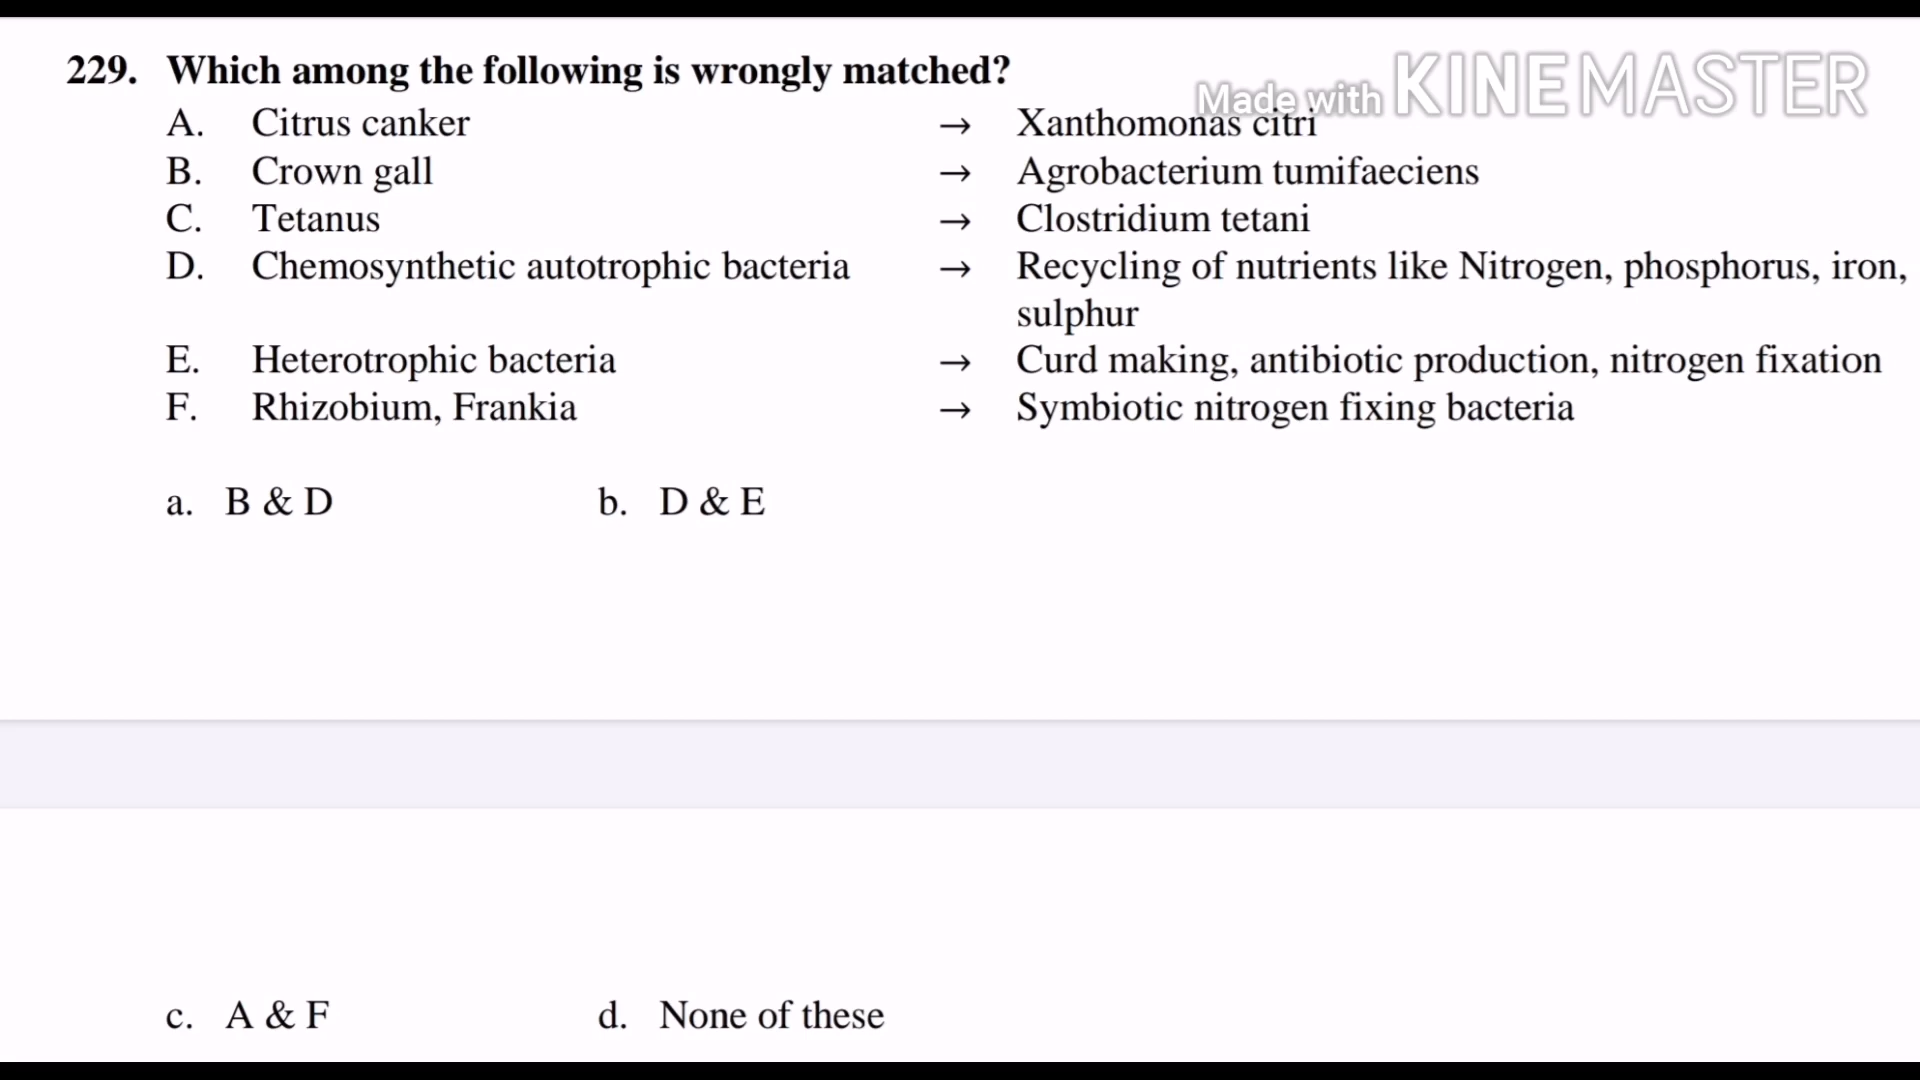 229. Which among the following is wrongly matched?
Made with KINEMASTER
A. Citrus canker → Xanthomonas citri
B. Crown gall → Agrobacterium tumifaeciens
C. Tetanus → Clostridium tetani
D. Chemosynthetic autotrophic bacteria → Recycling of nutrients like Nitrogen, phosphorus, iron,
sulphur
E. Heterotrophic bacteria → Curd making, antibiotic production, nitrogen fixation
F. Rhizobium, Frankia → Symbiotic nitrogen fixing bacteria
a. B & D b. D & E
c. A & F d. None of these